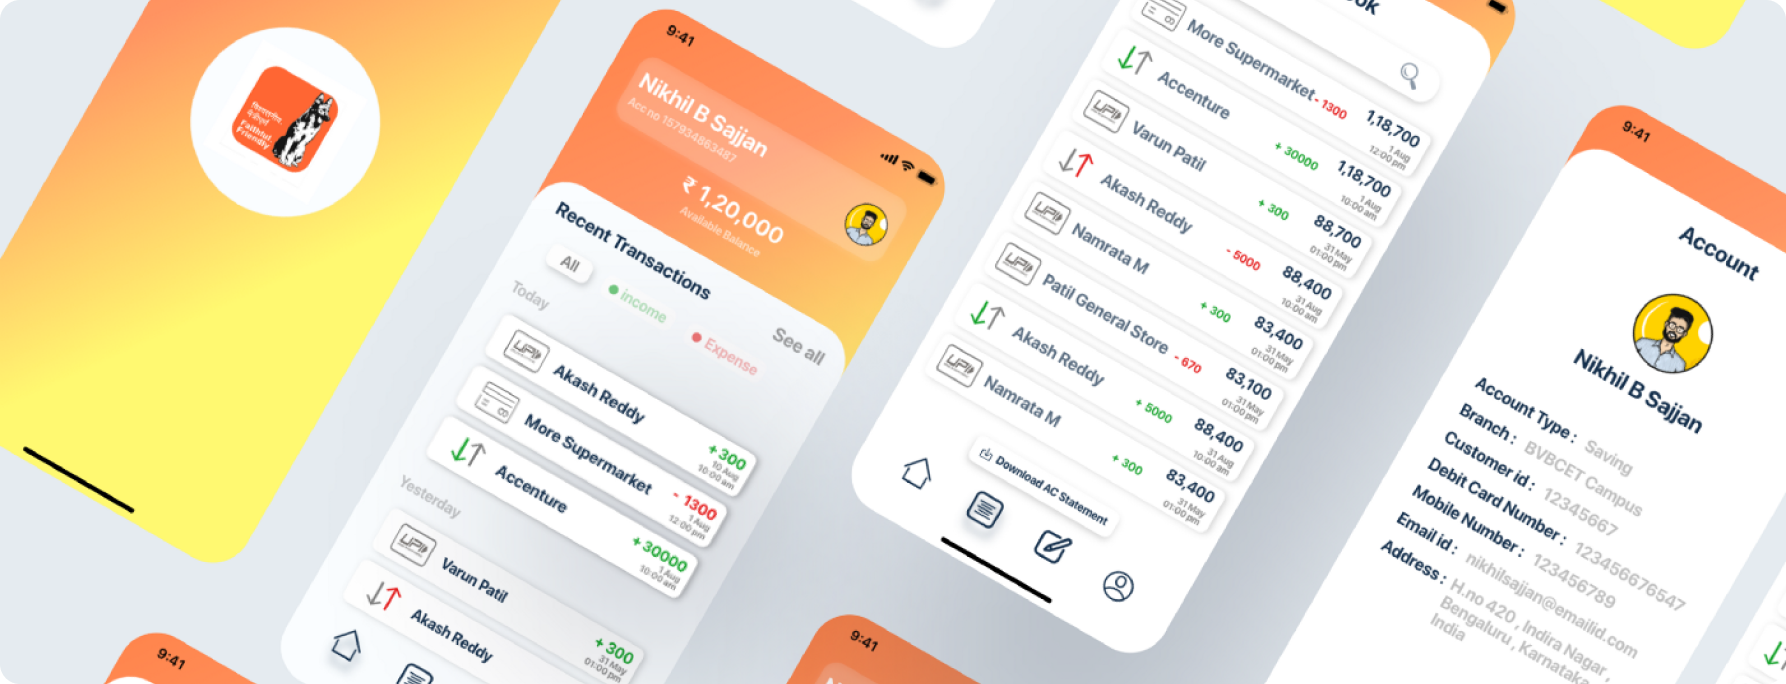 विश्वसनीय,
मैत्रीपूर्ण
Faithful
Friendly
9:41
Nikhil B Sajjan
Acc no 157934863487
₹ 1,20,000
Available Balance
Recent Transactions
All
income
Expense
See all
Today
Akash Reddy
+ 300
10 Aug
10:00 am
More Supermarket
- 1300
1 Aug
12:00 pm
Accenture
+ 30000
1 Aug
10:00 am
Yesterday
Varun Patil
+ 300
31 May
01:00 pm
Akash Reddy
More Supermarket
- 1300
1,18,700
1 Aug
12:00 pm
Accenture
+ 30000
1,18,700
1 Aug
10:00 am
UPI
Varun Patil
+ 300
88,700
31 May
01:00 pm
Akash Reddy
- 5000
88,400
31 Aug
10:00 am
UPI
Namrata M
+ 300
83,400
31 May
01:00 pm
UPI
Patil General Store
- 670
83,100
31 May
01:00 pm
Akash Reddy
+ 5000
88,400
31 Aug
10:00 am
UPI
Namrata M
+ 300
83,400
31 May
01:00 pm
Download AC Statement
9:41
Account
Nikhil B Sajjan
Account Type : Saving
Branch : BVBCET Campus
Customer id : 12345667
Debit Card Number : 123456676547
Mobile Number : 123456789
Email id : nikhilsajjan@emailid.com
Address : H.no 420 , Indira Nagar ,
Bengaluru , Karnataka,
India
9:41
9:41